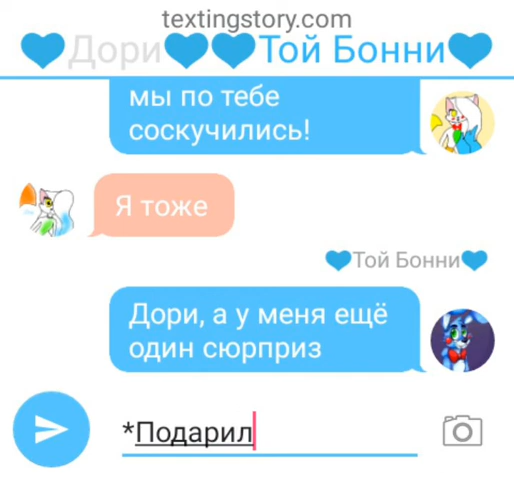 textingstory.com
💙Дори💙💙Той Бонни💙
мы по тебе
соскучились!
Я тоже
💙Той Бонни💙
Дори, а у меня ещё
один сюрприз
*Подарил